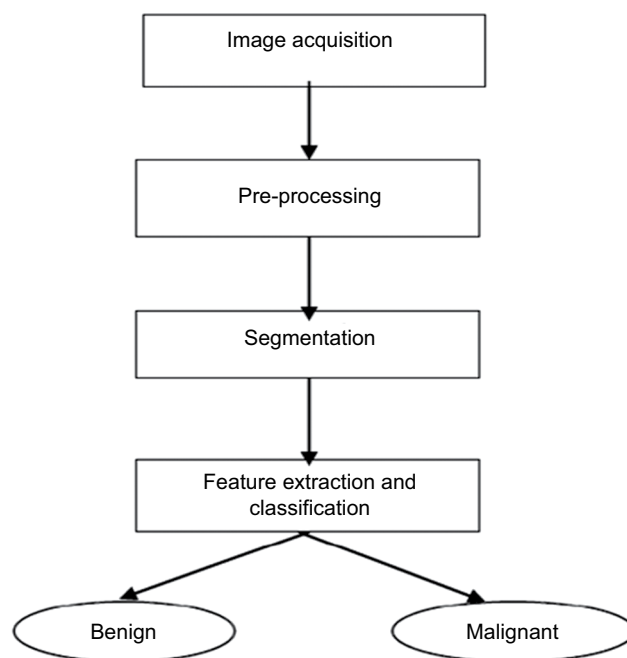 Image acquisition
Pre-processing
Segmentation
Feature extraction and
classification
Benign
Malignant